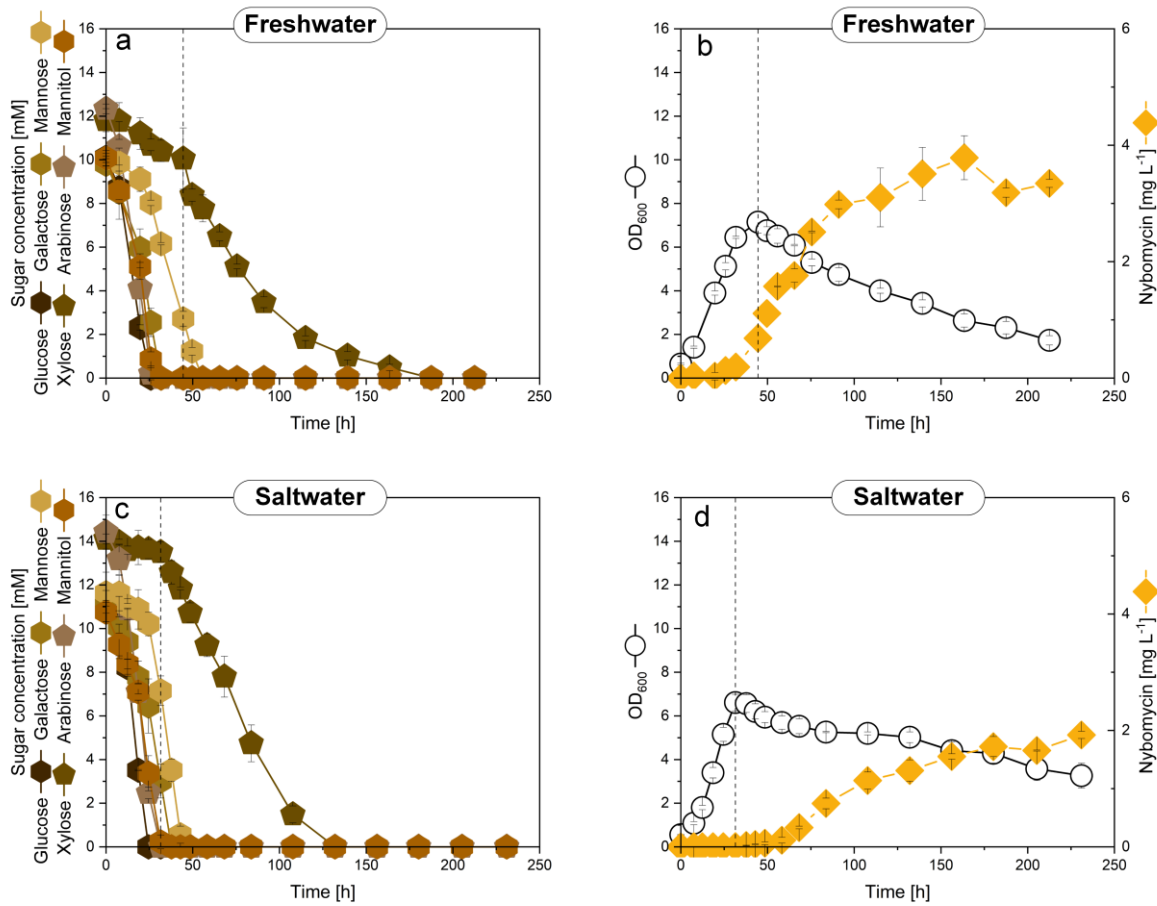 Freshwater
a
Sugar concentration [mM]
Glucose Galactose Mannose
Xylose Arabinose Mannitol
16
14
12
10
8
6
4
2
0
0 50 100 150 200 250
Time [h]
Freshwater
b
OD600
16
14
12
10
8
6
4
2
0
6
4
2
0
Nybomycin [mg L-1]
0 50 100 150 200 250
Time [h]
Saltwater
c
Sugar concentration [mM]
Glucose Galactose Mannose
Xylose Arabinose Mannitol
16
14
12
10
8
6
4
2
0
0 50 100 150 200 250
Time [h]
Saltwater
d
OD600
16
14
12
10
8
6
4
2
0
6
4
2
0
Nybomycin [mg L-1]
0 50 100 150 200 250
Time [h]